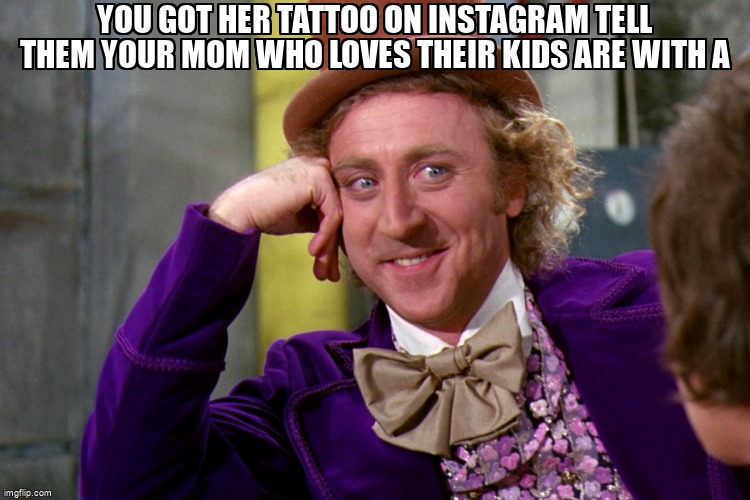 YOU GOT HER TATTOO ON INSTAGRAM TELL
THEM YOUR MOM WHO LOVES THEIR KIDS ARE WITH A
imgflip.com